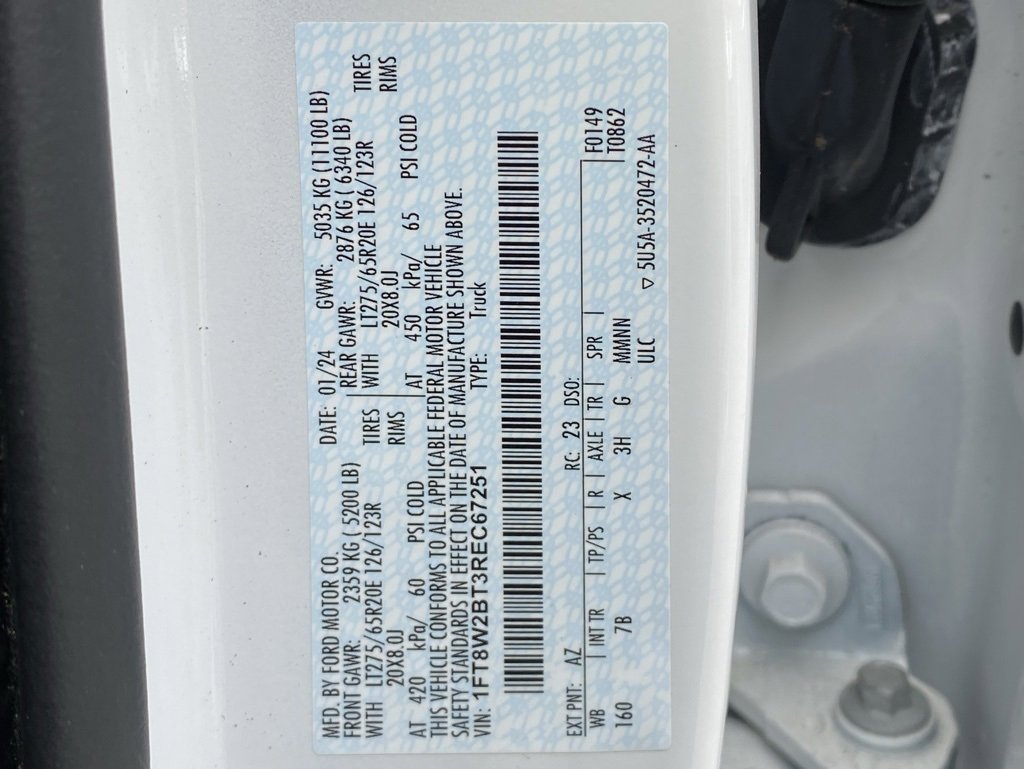 MFD. BY FORD MOTOR CO. DATE: 01/24 GVWR: 5035 KG (11100 LB)
FRONT GAWR: 2359 KG ( 5200 LB) REAR GAWR: 2876 KG ( 6340 LB)
WITH LT275/65R20E 126/123R TIRES WITH LT275/65R20E 126/123R TIRES
20X8.0J RIMS 20X8.0J RIMS
AT 420 kPa/ 60 PSI COLD AT 450 kPa/ 65 PSI COLD
THIS VEHICLE CONFORMS TO ALL APPLICABLE FEDERAL MOTOR VEHICLE
SAFETY STANDARDS IN EFFECT ON THE DATE OF MANUFACTURE SHOWN ABOVE.
VIN: 1FT8W2BT3REC67251 TYPE: Truck
EXT PNT: AZ RC: 23 DSO:
WB | INT TR | TP/PS | R | AXLE | TR | SPR | F0149
160 7B X 3H G MMNNN T0862
ULC ▽ 5U5A-3520472-AA